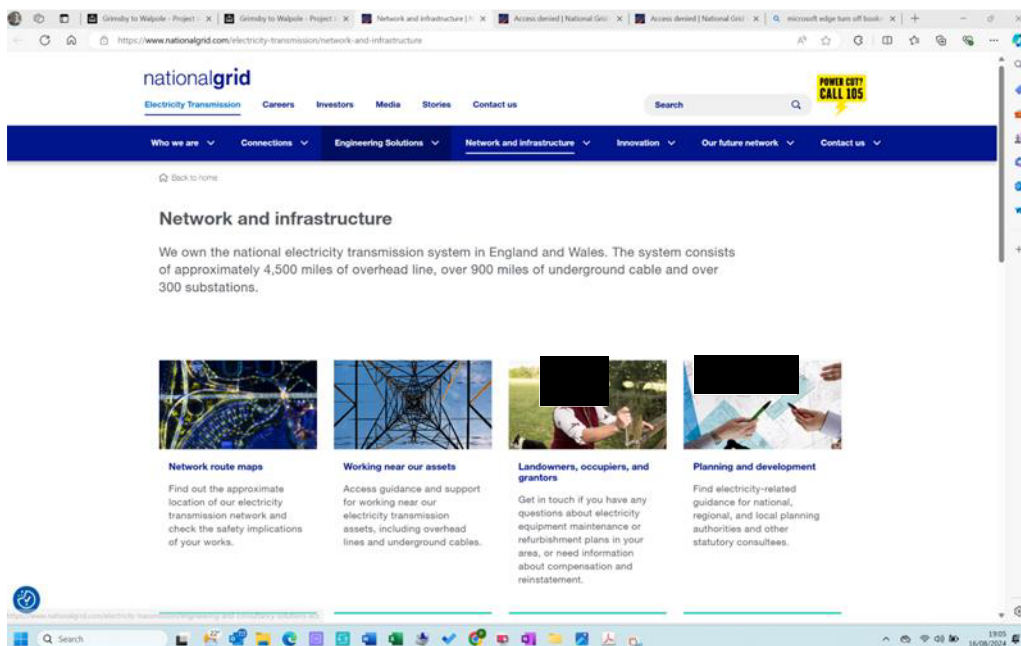 Grimsby to Walpole - Project
Grimsby to Walpole - Project
Network and infrastructure | N
Access denied | National Grid
Access denied | National Grid
microsoft edge turn off book
https://www.nationalgrid.com/electricity-transmission/network-and-infrastructure
nationalgrid
POWER CUT?
CALL 105
Electricity Transmission Careers Investors Media Stories Contact us Search
Who we are Connections Engineering Solutions Network and infrastructure Innovation Our future network Contact us
Back to home
Network and infrastructure
We own the national electricity transmission system in England and Wales. The system consists
of approximately 4,500 miles of overhead line, over 900 miles of underground cable and over
300 substations.
Network route maps
Find out the approximate
location of our electricity
transmission network and
check the safety implications
of your works.
Working near our assets
Access guidance and support
for working near our
electricity transmission
assets, including overhead
lines and underground cables.
Landowners, occupiers, and
grantors
Get in touch if you have any
questions about electricity
equipment maintenance or
refurbishment plans in your
area, or need information
about compensation and
reinstatement.
Planning and development
Find electricity-related
guidance for national,
regional, and local planning
authorities and other
statutory consultees.
Search
22°
19:05
16/08/2024